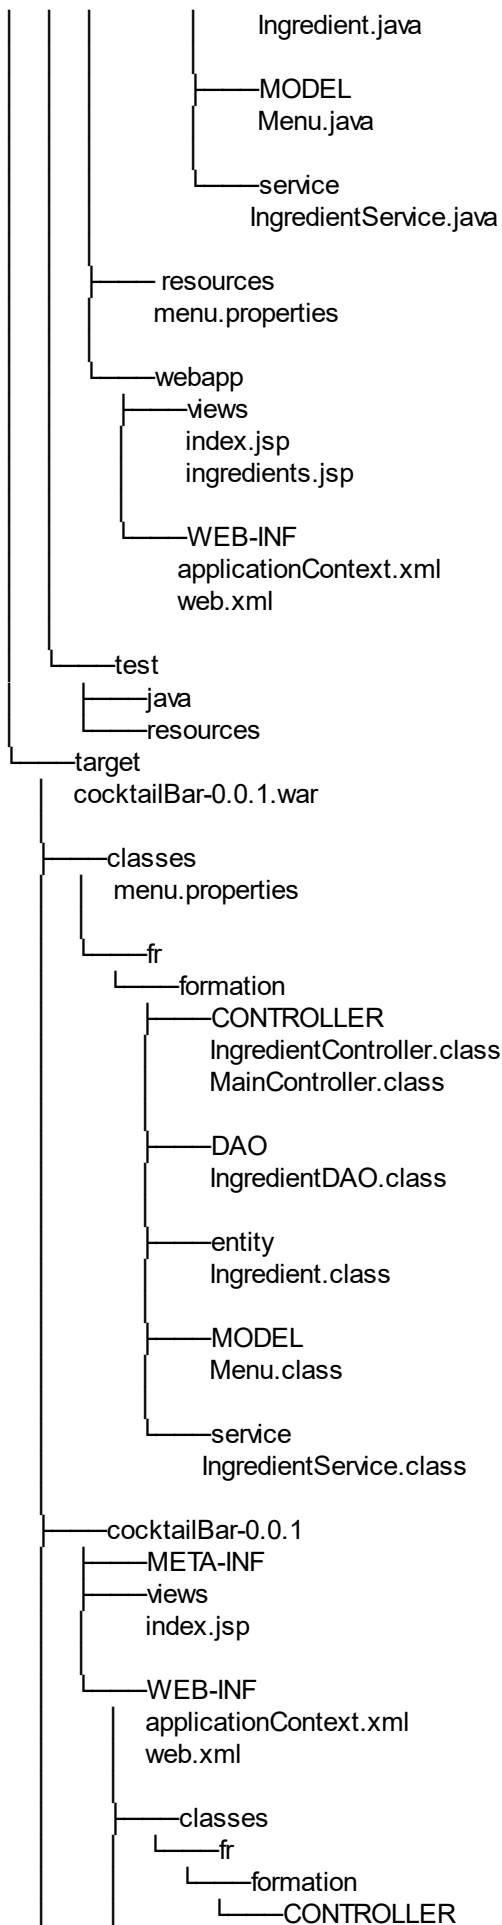 Ingredient.java
MODEL
Menu.java
service
IngredientService.java
resources
menu.properties
webapp
views
index.jsp
ingredients.jsp
WEB-INF
applicationContext.xml
web.xml
test
java
resources
target
cocktailBar-0.0.1.war
classes
menu.properties
fr
formation
CONTROLLER
IngredientController.class
MainController.class
DAO
IngredientDAO.class
entity
Ingredient.class
MODEL
Menu.class
service
IngredientService.class
cocktailBar-0.0.1
META-INF
views
index.jsp
WEB-INF
applicationContext.xml
web.xml
classes
fr
formation
CONTROLLER